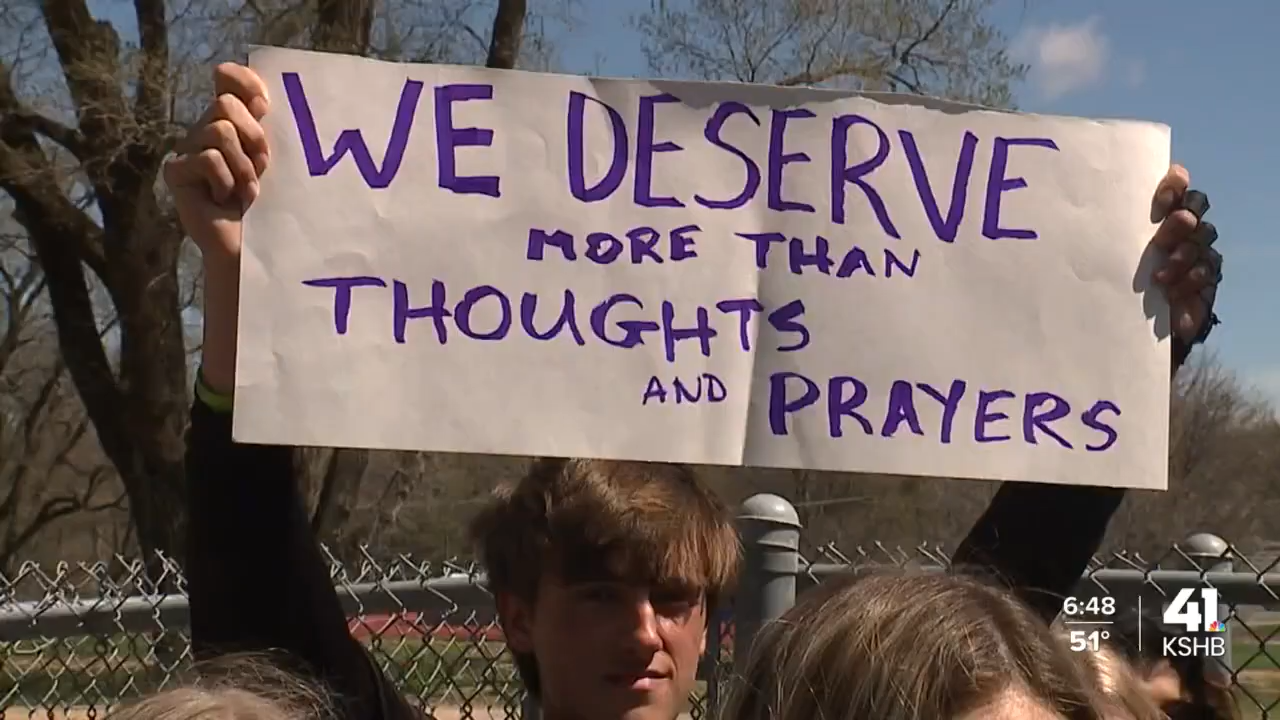 WE DESERVE
MORE THAN
THOUGHTS
AND PRAYERS
6:48
51°
41
KSHB